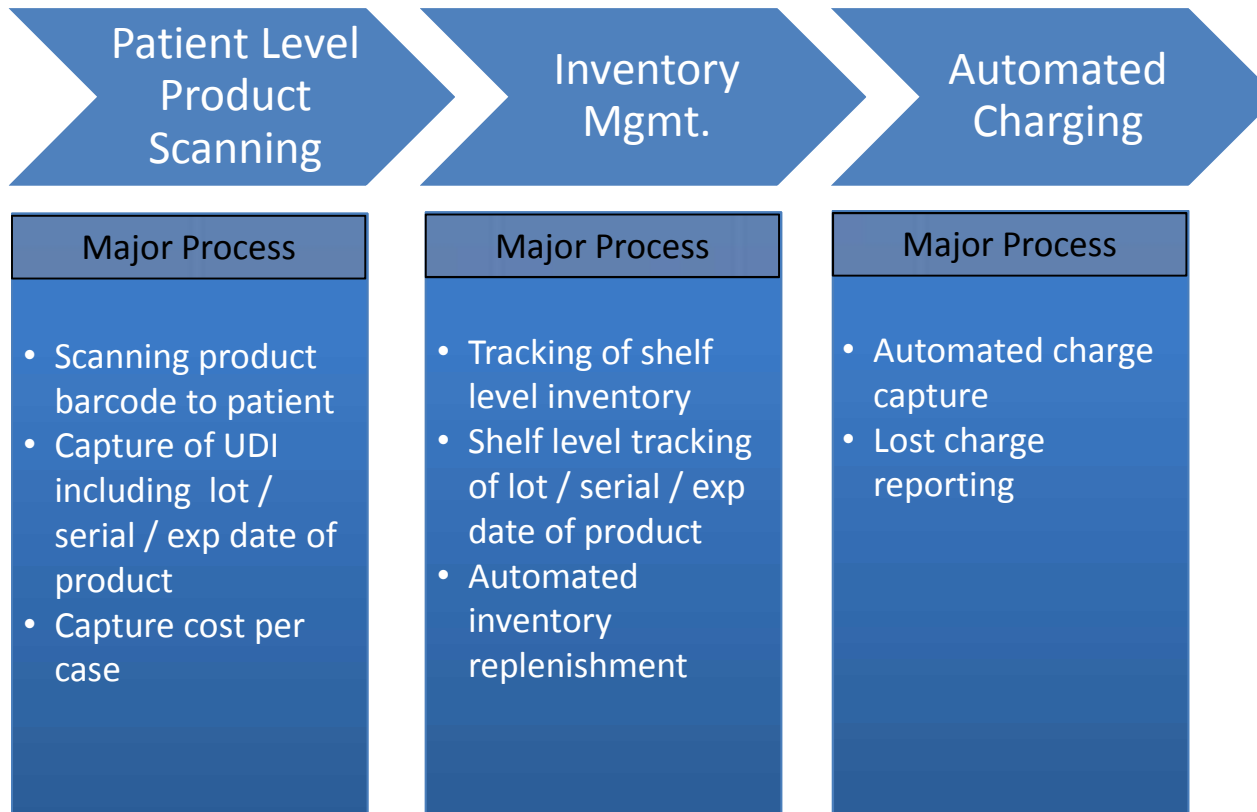 Patient Level
Product
Scanning
Inventory
Mgmt.
Automated
Charging
Major Process
• Scanning product
barcode to patient
• Capture of UDI
including lot /
serial / exp date of
product
• Capture cost per
case
Major Process
• Tracking of shelf
level inventory
• Shelf level tracking
of lot / serial / exp
date of product
• Automated
inventory
replenishment
Major Process
• Automated charge
capture
• Lost charge
reporting